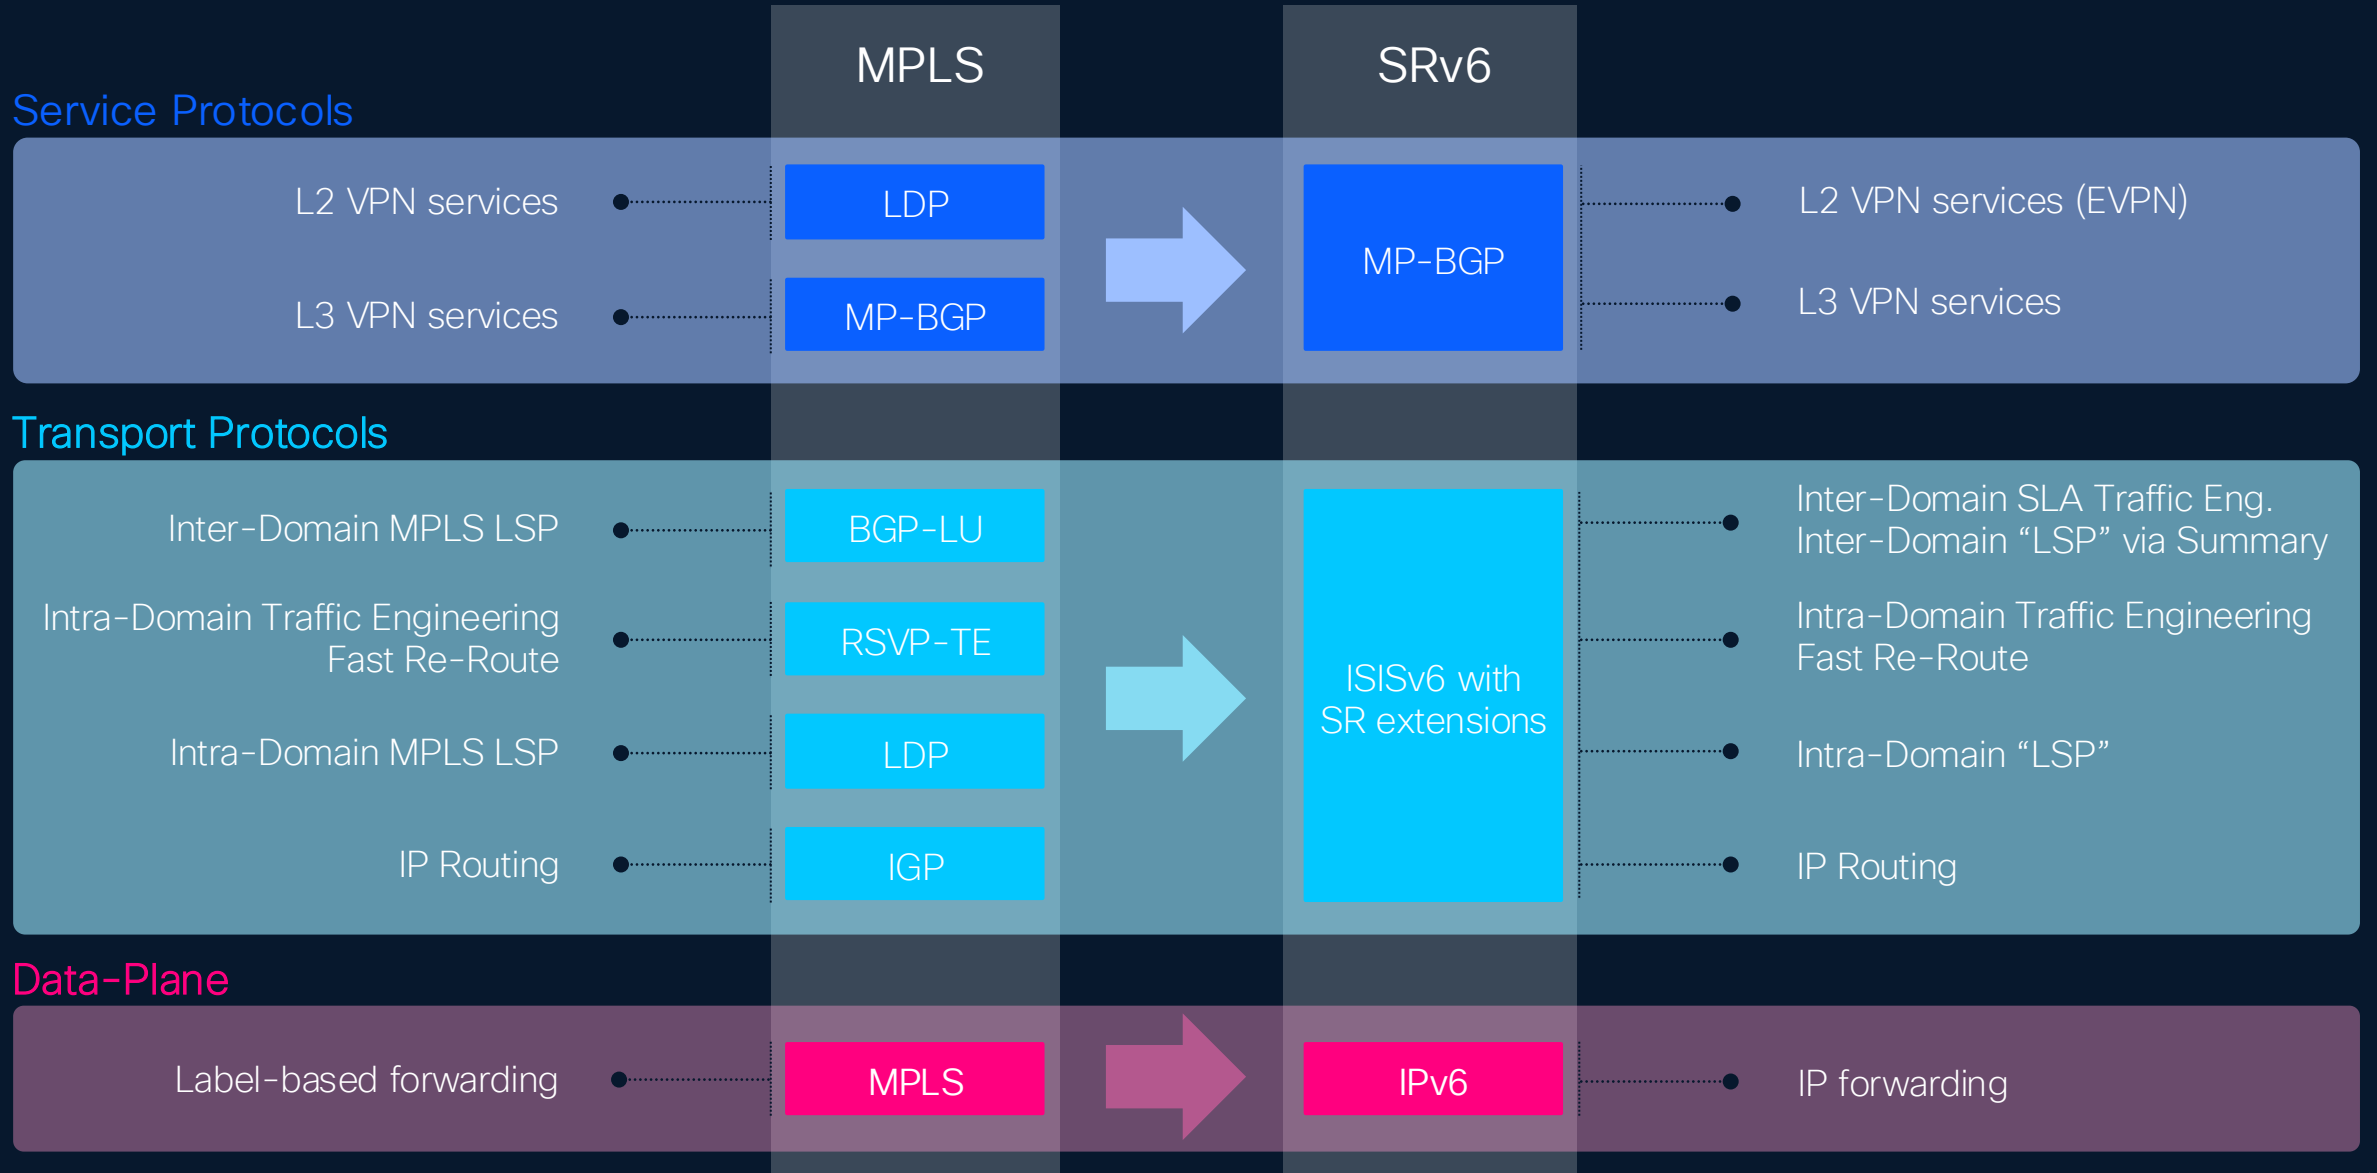 MPLS
SRv6
Service Protocols
L2 VPN services
LDP
MP-BGP
L2 VPN services (EVPN)
L3 VPN services
MP-BGP
L3 VPN services
Transport Protocols
Inter-Domain MPLS LSP
BGP-LU
Inter-Domain SLA Traffic Eng.
Inter-Domain “LSP” via Summary
Intra-Domain Traffic Engineering
Fast Re-Route
RSVP-TE
ISISv6 with
SR extensions
Intra-Domain Traffic Engineering
Fast Re-Route
Intra-Domain MPLS LSP
LDP
Intra-Domain “LSP”
IP Routing
IGP
IP Routing
Data-Plane
Label-based forwarding
MPLS
IPv6
IP forwarding